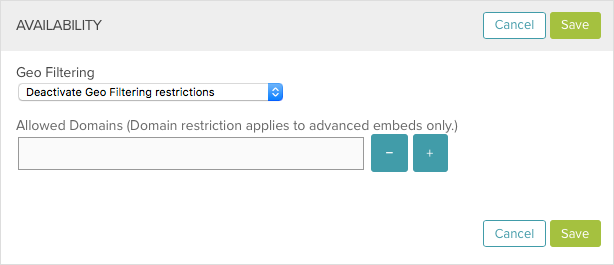 AVAILABILITY Cancel Save
Geo Filtering
Deactivate Geo Filtering restrictions
Allowed Domains (Domain restriction applies to advanced embeds only.)
− +
Cancel Save